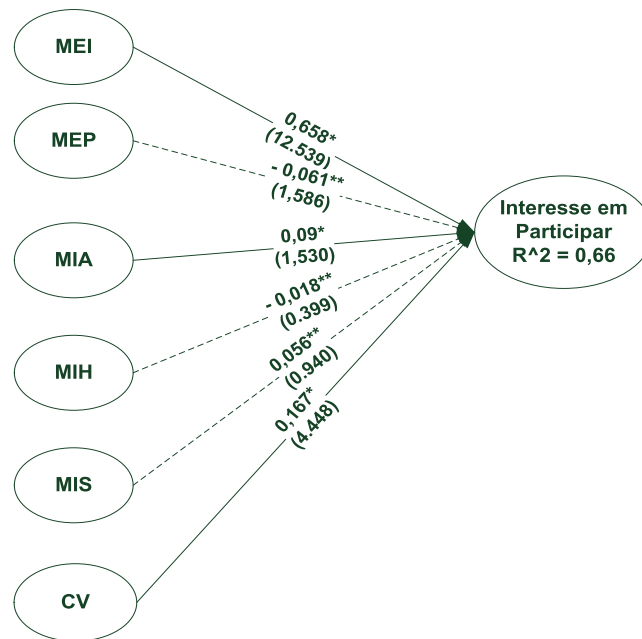 MEI
0,658*
(12.539)
MEP
- 0,061**
(1,586)
Interesse em
Participar
R^2 = 0,66
MIA
0,09*
(1,530)
- 0,018**
(0.399)
MIH
0,056**
(0.940)
0,167*
(4.448)
MIS
CV